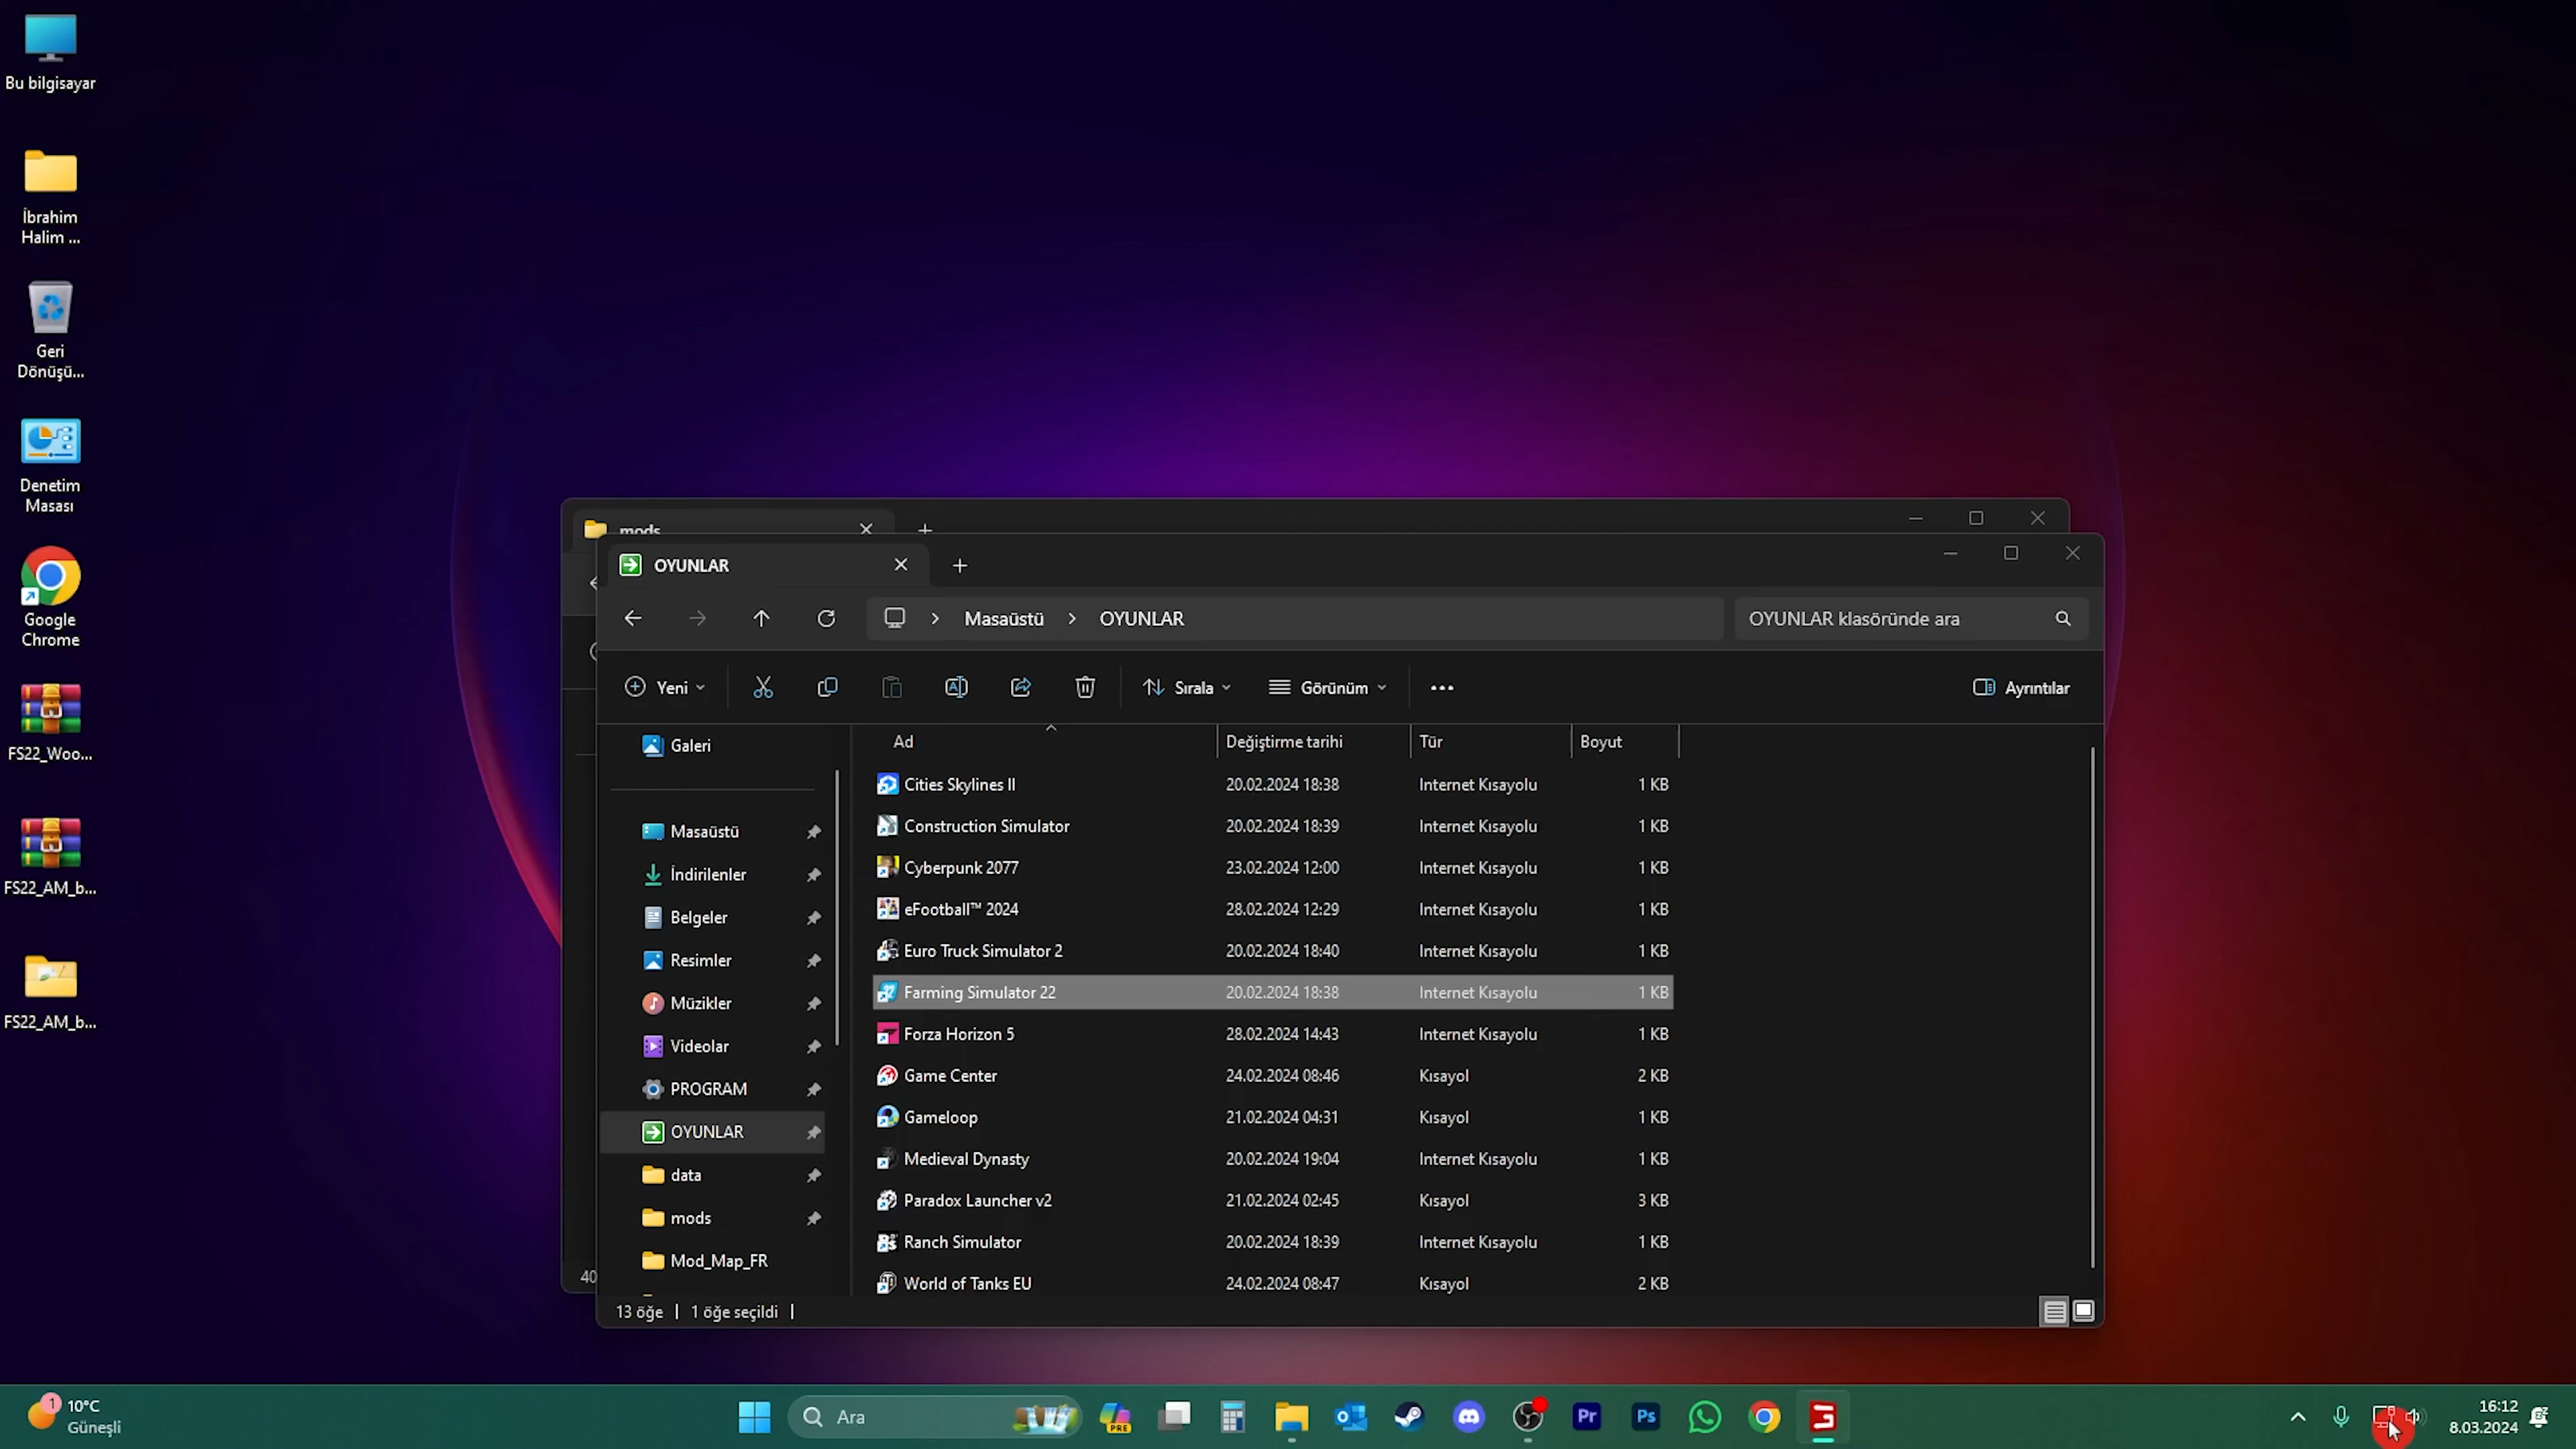 Bu bilgisayar
İbrahim
Halim ...
Geri
Dönüşü...
Denetim
Masası
Google
Chrome
FS22_Woo...
FS22_AM_b...
FS22_AM_b...
mods
OYUNLAR
Masaüstü > OYUNLAR
OYUNLAR klasöründe ara
Yeni
Sırala
Görünüm
Ayrıntılar
Galeri
Masaüstü
İndirilenler
Belgeler
Resimler
Müzikler
Videolar
PROGRAM
OYUNLAR
data
mods
Mod_Map_FR
Ad Değiştirme tarihi Tür Boyut
Cities Skylines II 20.02.2024 18:38 Internet Kısayolu 1 KB
Construction Simulator 20.02.2024 18:39 Internet Kısayolu 1 KB
Cyberpunk 2077 23.02.2024 12:00 Internet Kısayolu 1 KB
eFootball™ 2024 28.02.2024 12:29 Internet Kısayolu 1 KB
Euro Truck Simulator 2 20.02.2024 18:40 Internet Kısayolu 1 KB
Farming Simulator 22 20.02.2024 18:38 Internet Kısayolu 1 KB
Forza Horizon 5 28.02.2024 14:43 Internet Kısayolu 1 KB
Game Center 24.02.2024 08:46 Kısayol 2 KB
Gameloop 21.02.2024 04:31 Kısayol 1 KB
Medieval Dynasty 20.02.2024 19:04 Internet Kısayolu 1 KB
Paradox Launcher v2 21.02.2024 02:45 Kısayol 3 KB
Ranch Simulator 20.02.2024 18:39 Internet Kısayolu 1 KB
World of Tanks EU 24.02.2024 08:47 Kısayol 2 KB
40
13 öğe | 1 öğe seçildi |
1
10°C
Güneşli
Ara
PRE
Pr
Ps
16:12
8.03.2024